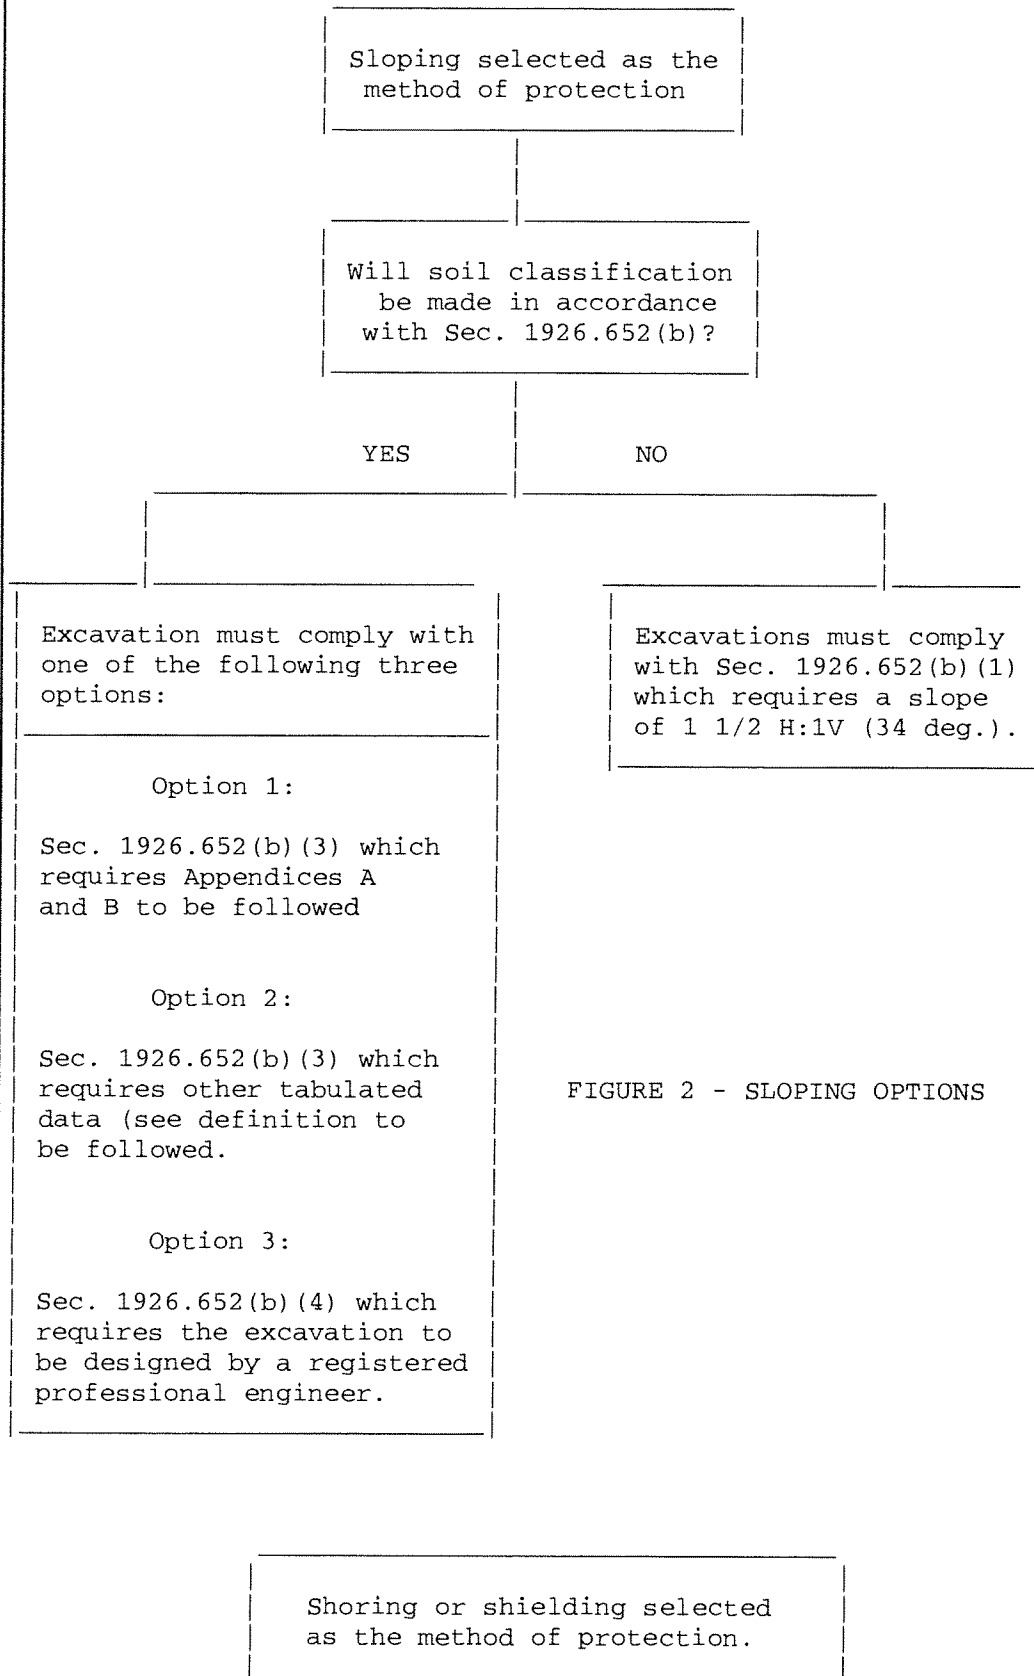 Sloping selected as the
method of protection
Will soil classification
be made in accordance
with Sec. 1926.652(b)?
YES
NO
Excavation must comply with
one of the following three
options:
Excavations must comply
with Sec. 1926.652(b)(1)
which requires a slope
of 1 1/2 H:1V (34 deg.).
Option 1:
Sec. 1926.652(b)(3) which
requires Appendices A
and B to be followed
Option 2:
Sec. 1926.652(b)(3) which
requires other tabulated
data (see definition to
be followed.
FIGURE 2 - SLOPING OPTIONS
Option 3:
Sec. 1926.652(b)(4) which
requires the excavation to
be designed by a registered
professional engineer.
Shoring or shielding selected
as the method of protection.